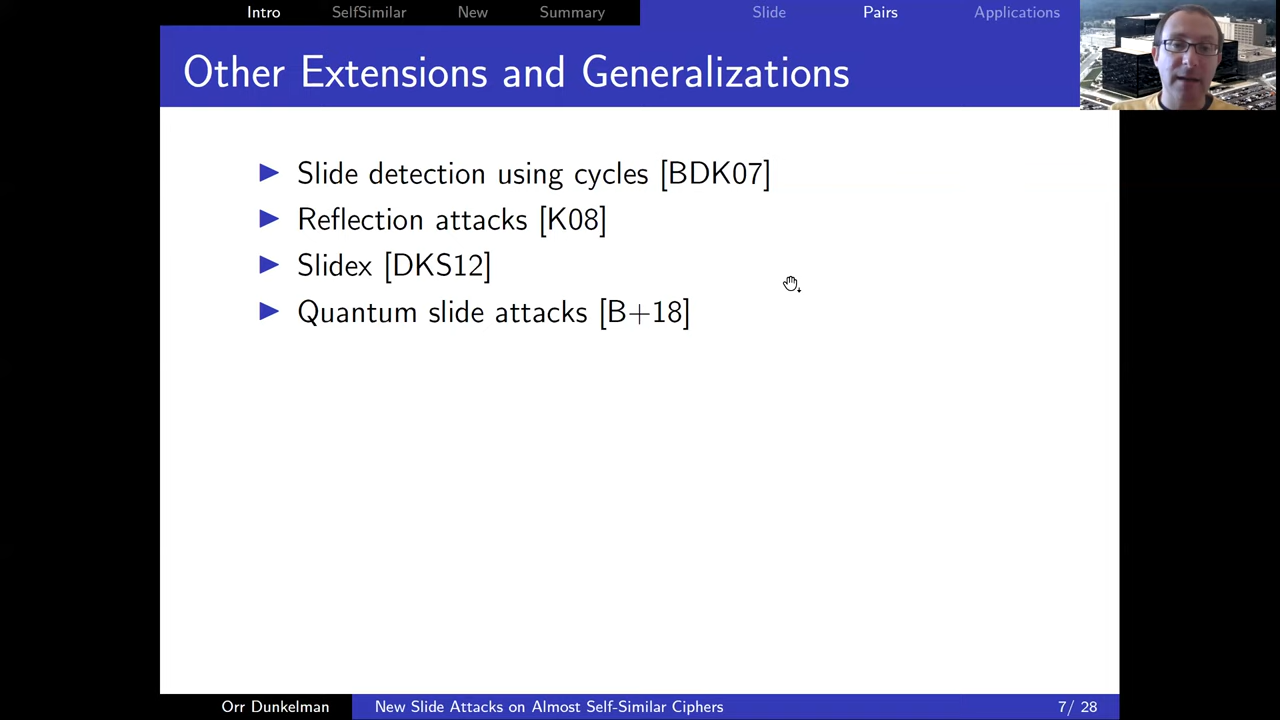 Intro SelfSimilar New Summary Slide Pairs Applications
Other Extensions and Generalizations
Slide detection using cycles [BDK07]
Reflection attacks [K08]
Slidex [DKS12]
Quantum slide attacks [B+18]
Orr Dunkelman New Slide Attacks on Almost Self-Similar Ciphers 7/ 28